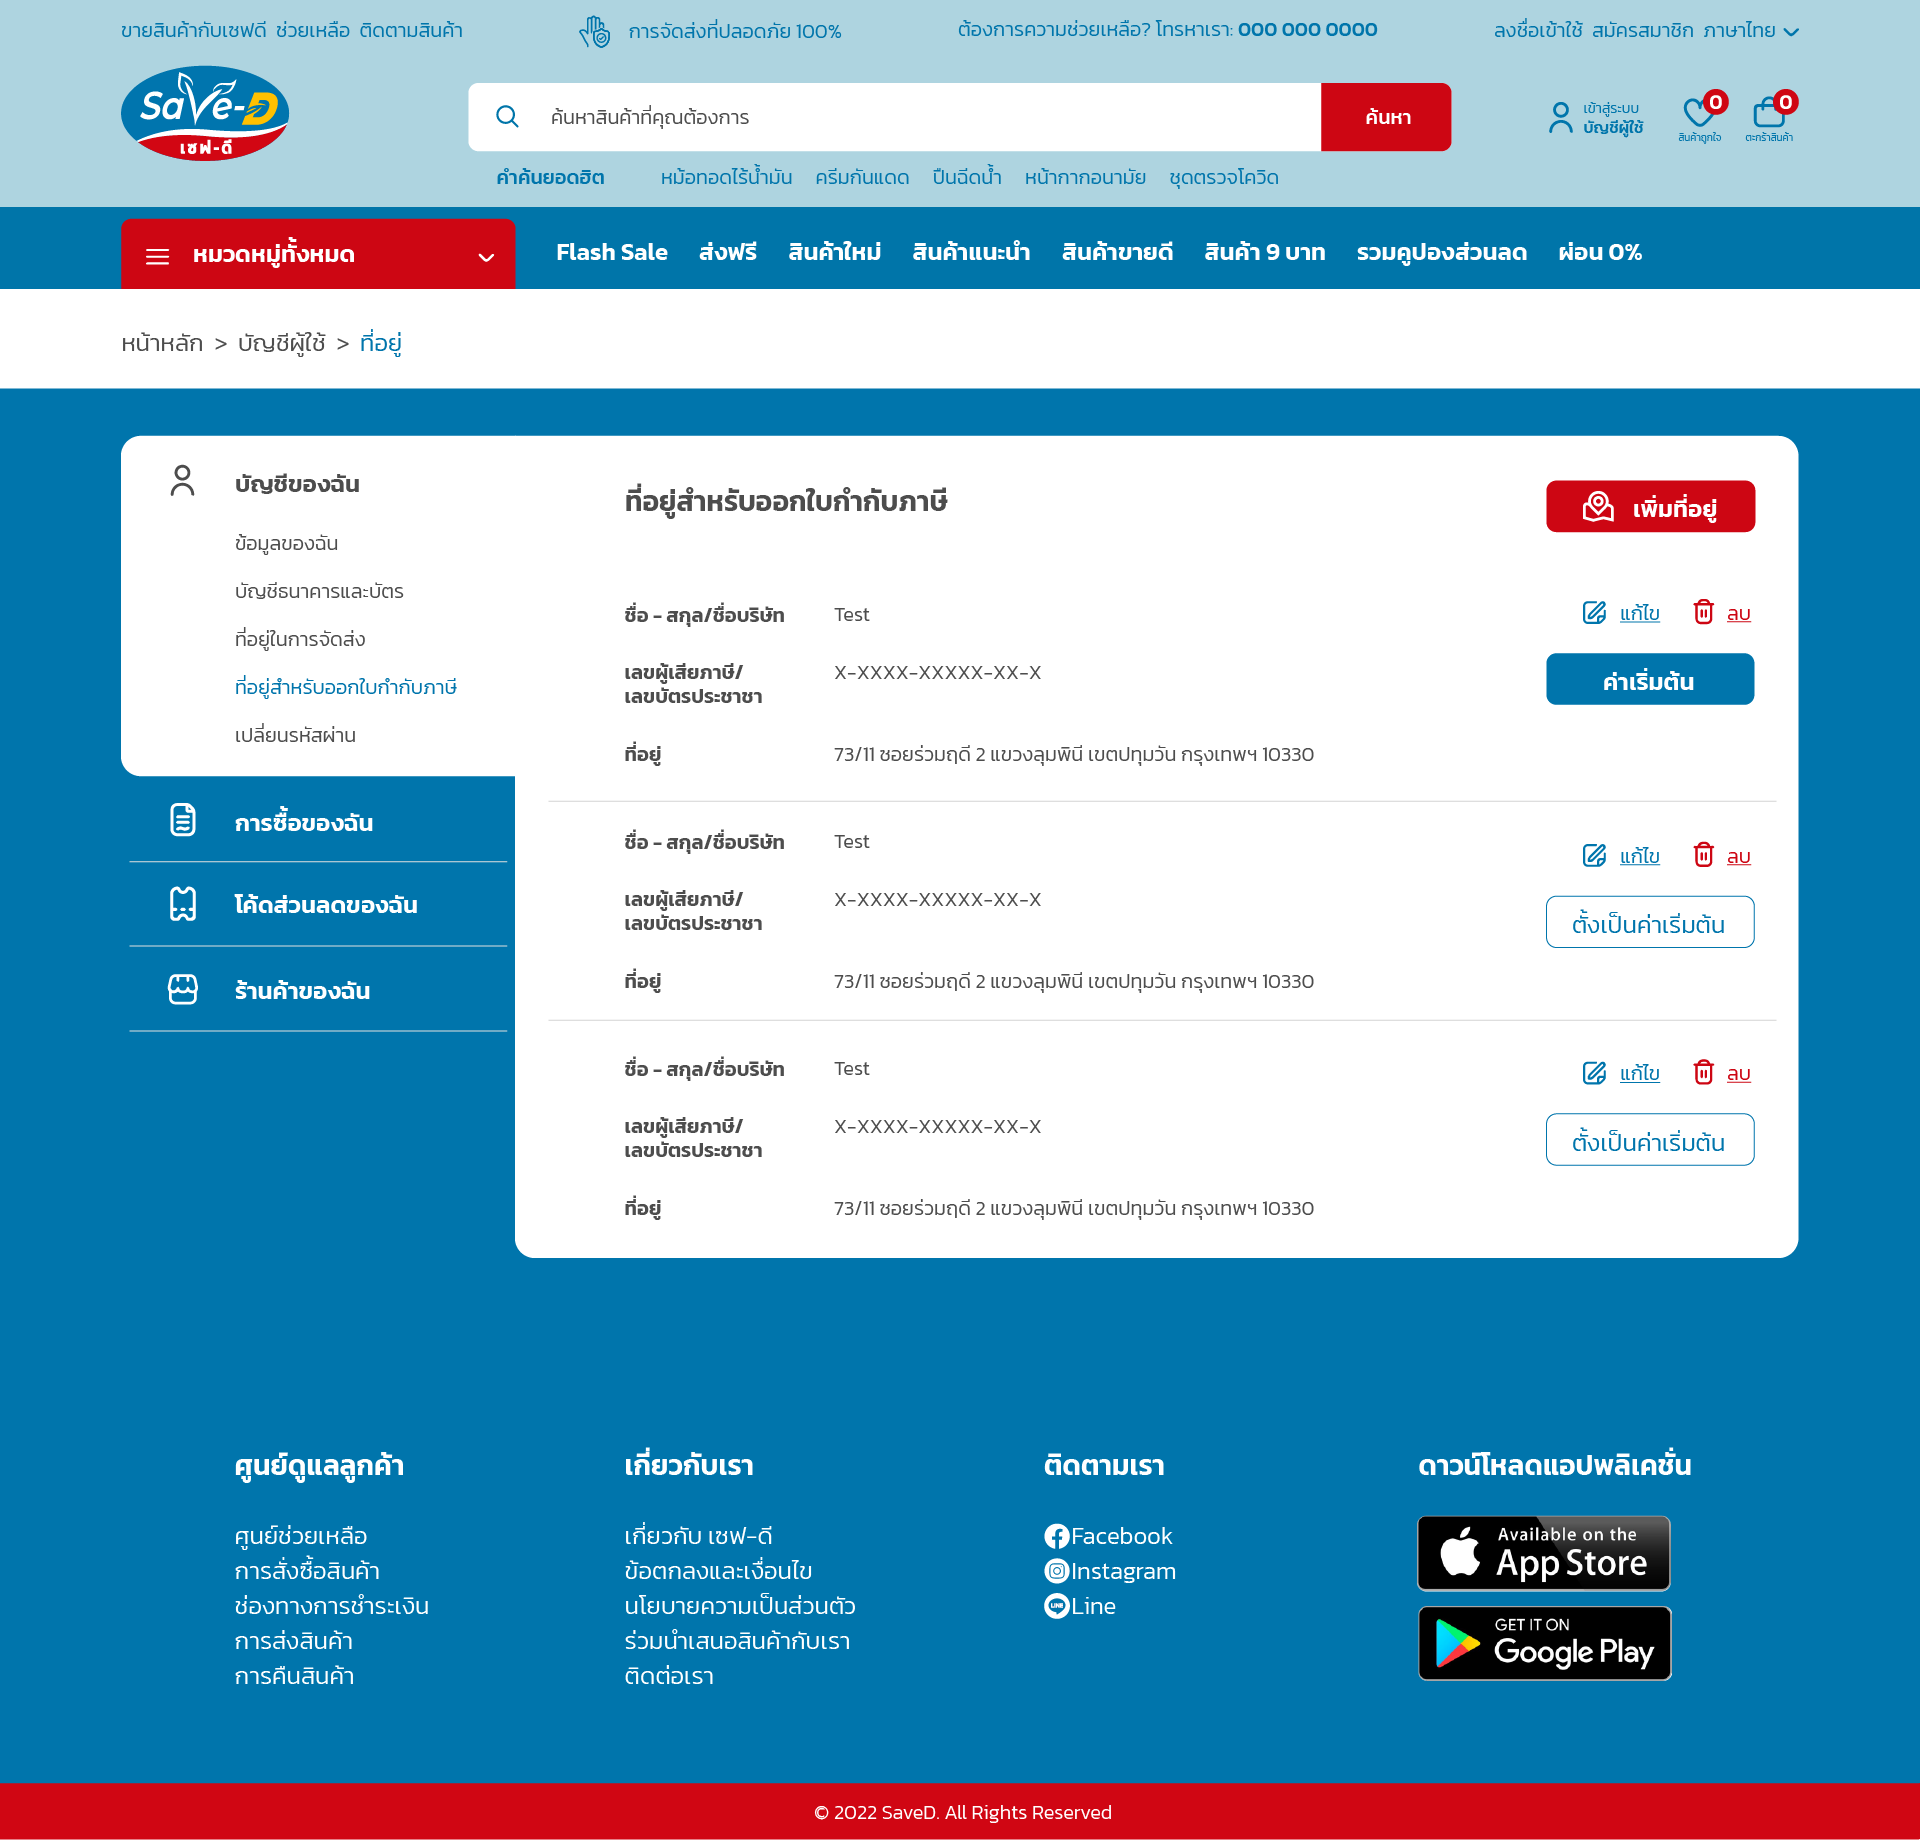 ขายสินค้ากับเซฟดี ช่วยเหลือ ติดตามสินค้า
การจัดส่งที่ปลอดภัย 100%
ต้องการความช่วยเหลือ? โทรหาเรา: 000 000 0000
ลงชื่อเข้าใช้ สมัครสมาชิก ภาษาไทย
SaVe-D
เซฟ-ดี
ค้นหาสินค้าที่คุณต้องการ
ค้นหา
เข้าสู่ระบบ
บัญชีผู้ใช้
0
สินค้าถูกใจ
0
ตะกร้าสินค้า
คำค้นยอดฮิต หม้อทอดไร้น้ำมัน ครีมกันแดด ปืนฉีดน้ำ หน้ากากอนามัย ชุดตรวจโควิด
หมวดหมู่ทั้งหมด
Flash Sale ส่งฟรี สินค้าใหม่ สินค้าแนะนำ สินค้าขายดี สินค้า 9 บาท รวมคูปองส่วนลด ผ่อน 0%
หน้าหลัก > บัญชีผู้ใช้ > ที่อยู่
บัญชีของฉัน
ข้อมูลของฉัน
บัญชีธนาคารและบัตร
ที่อยู่ในการจัดส่ง
ที่อยู่สำหรับออกใบกำกับภาษี
เปลี่ยนรหัสผ่าน
การซื้อของฉัน
โค้ดส่วนลดของฉัน
ร้านค้าของฉัน
ที่อยู่สำหรับออกใบกำกับภาษี
เพิ่มที่อยู่
ชื่อ - สกุล/ชื่อบริษัท Test
แก้ไข ลบ
เลขผู้เสียภาษี/ X-XXXX-XXXXX-XX-X
เลขบัตรประชาชา
ค่าเริ่มต้น
ที่อยู่ 73/11 ซอยร่วมฤดี 2 แขวงลุมพินี เขตปทุมวัน กรุงเทพฯ 10330
ชื่อ - สกุล/ชื่อบริษัท Test
แก้ไข ลบ
เลขผู้เสียภาษี/ X-XXXX-XXXXX-XX-X
เลขบัตรประชาชา
ตั้งเป็นค่าเริ่มต้น
ที่อยู่ 73/11 ซอยร่วมฤดี 2 แขวงลุมพินี เขตปทุมวัน กรุงเทพฯ 10330
ชื่อ - สกุล/ชื่อบริษัท Test
แก้ไข ลบ
เลขผู้เสียภาษี/ X-XXXX-XXXXX-XX-X
เลขบัตรประชาชา
ตั้งเป็นค่าเริ่มต้น
ที่อยู่ 73/11 ซอยร่วมฤดี 2 แขวงลุมพินี เขตปทุมวัน กรุงเทพฯ 10330
ศูนย์ดูแลลูกค้า
ศูนย์ช่วยเหลือ
การสั่งซื้อสินค้า
ช่องทางการชำระเงิน
การส่งสินค้า
การคืนสินค้า
เกี่ยวกับเรา
เกี่ยวกับ เซฟ-ดี
ข้อตกลงและเงื่อนไข
นโยบายความเป็นส่วนตัว
ร่วมนำเสนอสินค้ากับเรา
ติดต่อเรา
ติดตามเรา
Facebook
Instagram
LINE Line
ดาวน์โหลดแอปพลิเคชั่น
Available on the
App Store
GET IT ON
Google Play
© 2022 SaveD. All Rights Reserved